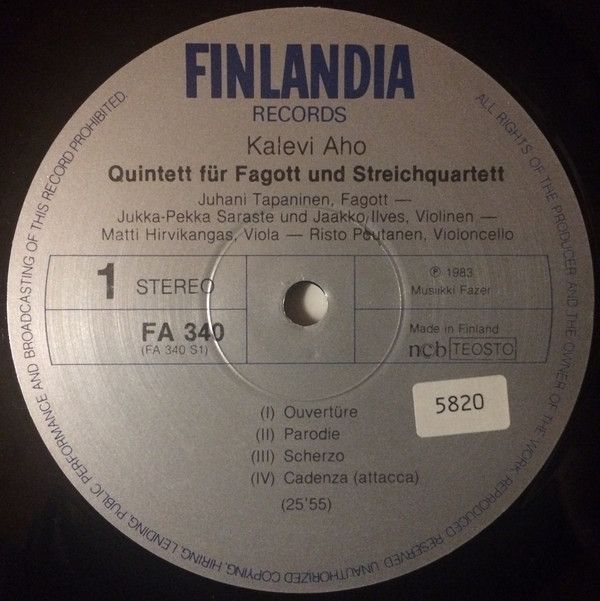 FINLANDIA
RECORDS
Kalevi Aho
Quintett für Fagott und Streichquartett
Juhani Tapaninen, Fagott —
Jukka-Pekka Saraste und Jaakko Ilves, Violinen —
Matti Hirvikangas, Viola — Risto Poutanen, Violoncello
1 STEREO
FA 340
(FA 340 S1)
℗ 1983
Musiikki Fazer
Made in Finland
ncb TEOSTO
5820
(I) Ouvertüre
(II) Parodie
(III) Scherzo
(IV) Cadenza (attacca)
(25'55)
ALL RIGHTS OF THE PRODUCER AND THE OWNER OF THE WORK REPRODUCED RESERVED. UNAUTHORIZED COPYING, HIRING, LENDING, PUBLIC PERFORMANCE AND BROADCASTING OF THIS RECORD PROHIBITED.